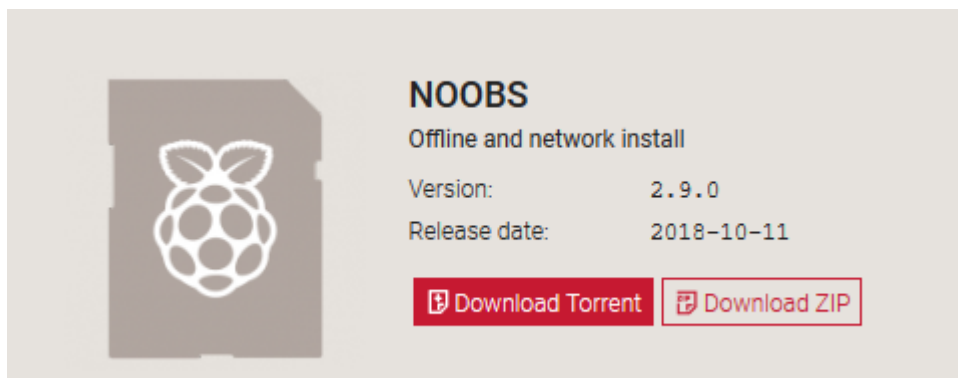 NOOBS
Offline and network install
Version: 2.9.0
Release date: 2018-10-11
Download Torrent Download ZIP